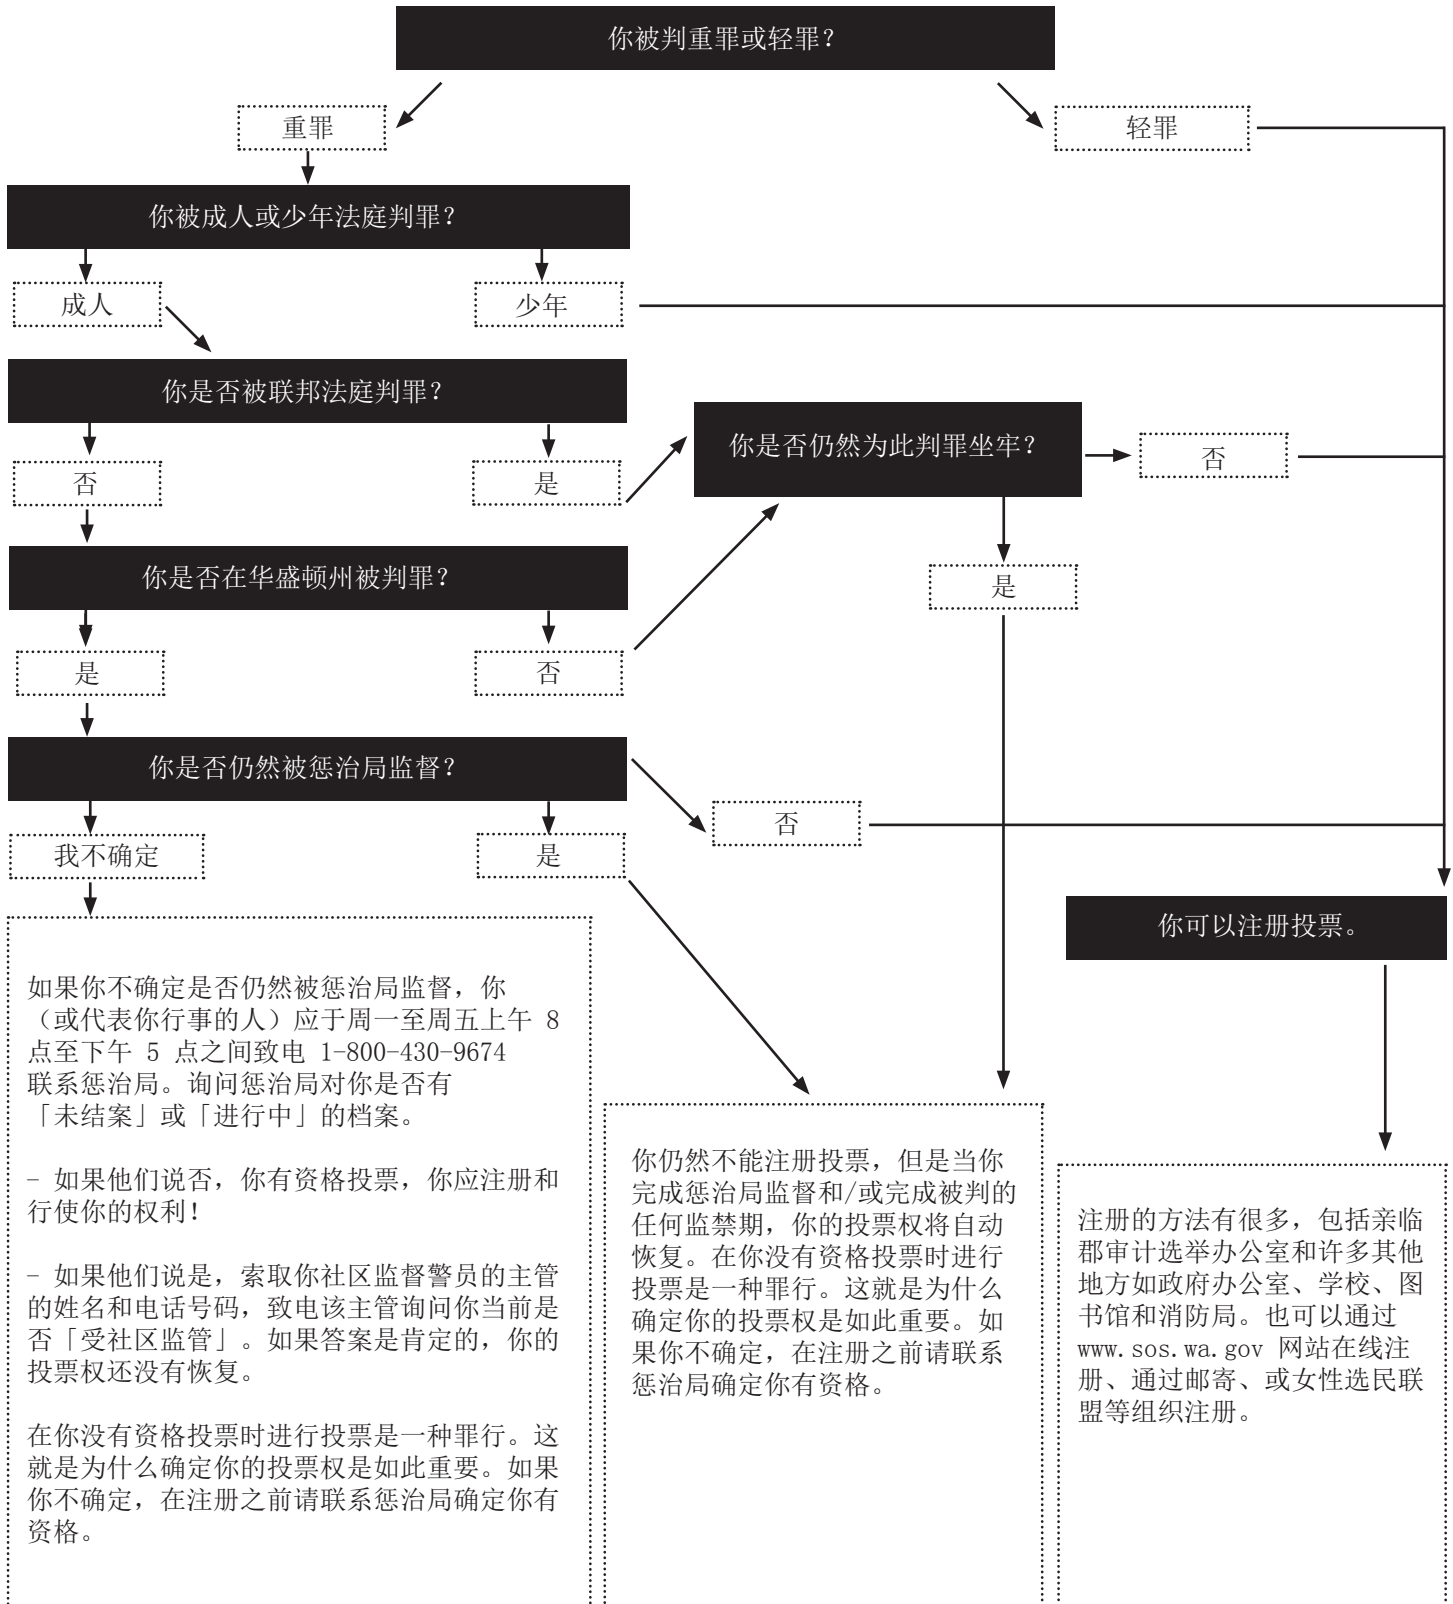 你被判重罪或轻罪？
重罪
轻罪
你被成人或少年法庭判罪？
成人
少年
你是否被联邦法庭判罪？
否
是
你是否仍然为此判罪坐牢？
否
是
你是否在华盛顿州被判罪？
是
否
你是否仍然被惩治局监督？
否
我不确定
是
如果你不确定是否仍然被惩治局监督，你
（或代表你行事的人）应于周一至周五上午 8
点至下午 5 点之间致电 1-800-430-9674
联系惩治局。询问惩治局对你是否有
「未结案」或「进行中」的档案。
- 如果他们说否，你有资格投票，你应注册和
行使你的权利！
- 如果他们说是，索取你社区监督警员的主管
的姓名和电话号码，致电该主管询问你当前是
否「受社区监管」。如果答案是肯定的，你的
投票权还没有恢复。
在你没有资格投票时进行投票是一种罪行。这
就是为什么确定你的投票权是如此重要。如果
你不确定，在注册之前请联系惩治局确定你有
资格。
你仍然不能注册投票，但是当你
完成惩治局监督和/或完成被判的
任何监禁期，你的投票权将自动
恢复。在你没有资格投票时进行
投票是一种罪行。这就是为什么
确定你的投票权是如此重要。如
果你不确定，在注册之前请联系
惩治局确定你有资格。
你可以注册投票。
注册的方法有很多，包括亲临
郡审计选举办公室和许多其他
地方如政府办公室、学校、图
书馆和消防局。也可以通过
www.sos.wa.gov 网站在线注
册、通过邮寄、或女性选民联
盟等组织注册。